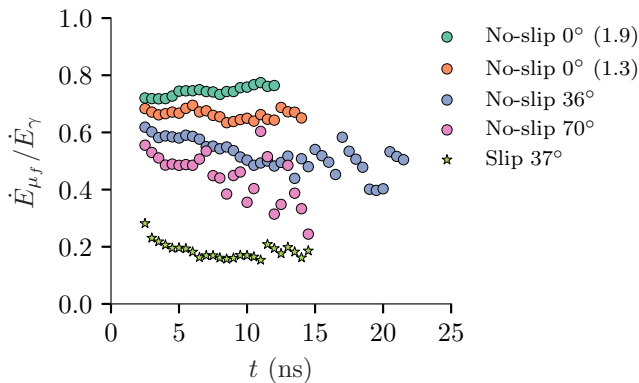 1.0
0.8
0.6
0.4
0.2
0.0
0 5 10 15 20 25
t (ns)
Ė_{μ_f}/Ė_γ
No-slip 0° (1.9)
No-slip 0° (1.3)
No-slip 36°
No-slip 70°
Slip 37°